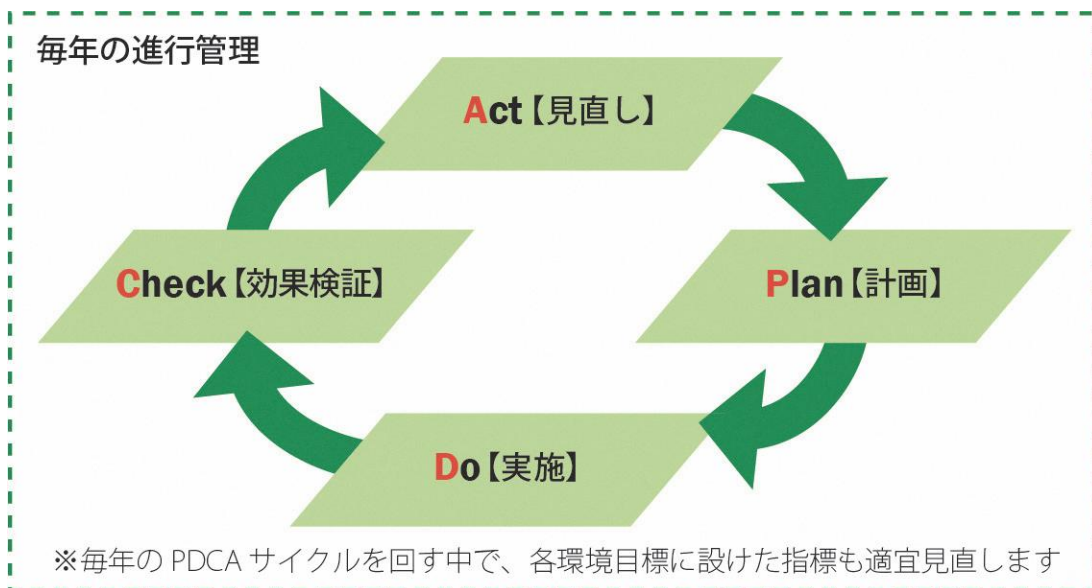 毎年の進行管理
Act【見直し】
Check【効果検証】
Plan【計画】
Do【実施】
※毎年の PDCA サイクルを回す中で、各環境目標に設けた指標も適宜見直します